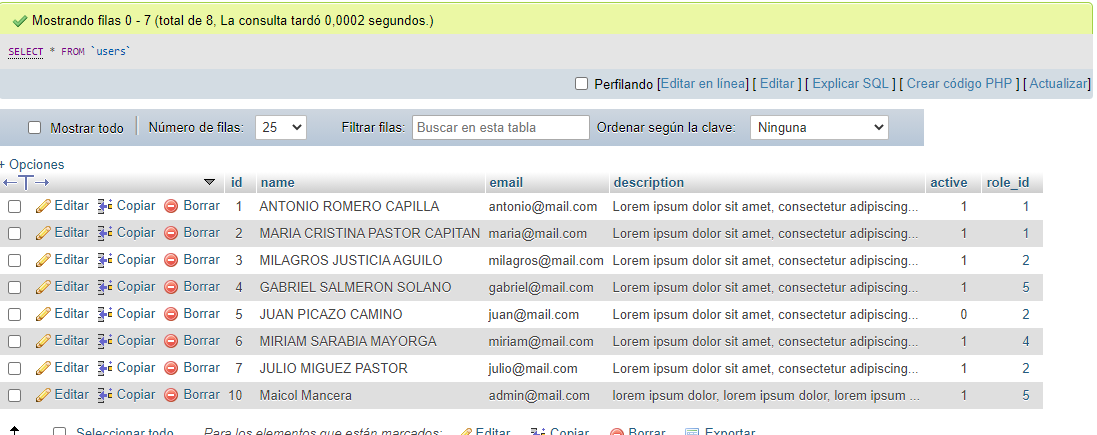 Mostrando filas 0 - 7 (total de 8, La consulta tardó 0,0002 segundos.)
SELECT * FROM `users`
Perfilando [Editar en línea] [ Editar ] [ Explicar SQL ] [ Crear código PHP ] [ Actualizar]
Mostrar todo | Número de filas: 25 Filtrar filas: Buscar en esta tabla Ordenar según la clave: Ninguna
+ Opciones
←T→ id name email description active role_id
Editar Copiar Borrar 1 ANTONIO ROMERO CAPILLA antonio@mail.com Lorem ipsum dolor sit amet, consectetur adipiscing... 1 1
Editar Copiar Borrar 2 MARIA CRISTINA PASTOR CAPITAN maria@mail.com Lorem ipsum dolor sit amet, consectetur adipiscing... 1 1
Editar Copiar Borrar 3 MILAGROS JUSTICIA AGUILO milagros@mail.com Lorem ipsum dolor sit amet, consectetur adipiscing... 1 2
Editar Copiar Borrar 4 GABRIEL SALMERON SOLANO gabriel@mail.com Lorem ipsum dolor sit amet, consectetur adipiscing... 1 5
Editar Copiar Borrar 5 JUAN PICAZO CAMINO juan@mail.com Lorem ipsum dolor sit amet, consectetur adipiscing... 0 2
Editar Copiar Borrar 6 MIRIAM SARABIA MAYORGA miriam@mail.com Lorem ipsum dolor sit amet, consectetur adipiscing... 1 4
Editar Copiar Borrar 7 JULIO MIGUEZ PASTOR julio@mail.com Lorem ipsum dolor sit amet, consectetur adipiscing... 1 2
Editar Copiar Borrar 10 Maicol Mancera admin@mail.com lorem ipsum dolor, lorem ipsum dolor, lorem ipsum ... 1 5
Seleccionar todo Para los elementos que están marcados: Editar Copiar Borrar Exportar